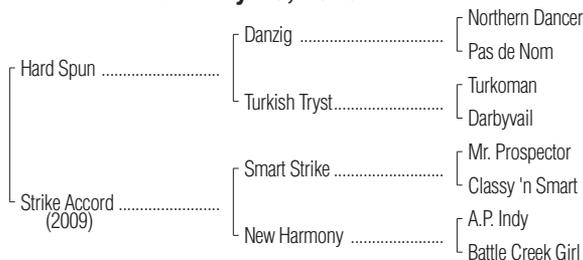 Northern Dancer
Danzig ..........................................
Pas de Nom
Hard Spun ..................................
Turkoman
Turkish Tryst................................
Darbyvail
Mr. Prospector
Smart Strike ................................
Classy 'n Smart
Strike Accord .............................
(2009)
A.P. Indy
New Harmony ...........................
Battle Creek Girl